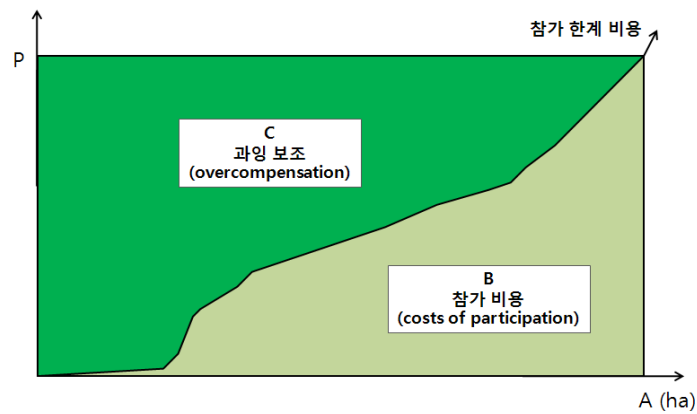 참가 한계 비용
P
C
과잉 보조
(overcompensation)
B
참가 비용
(costs of participation)
A (ha)